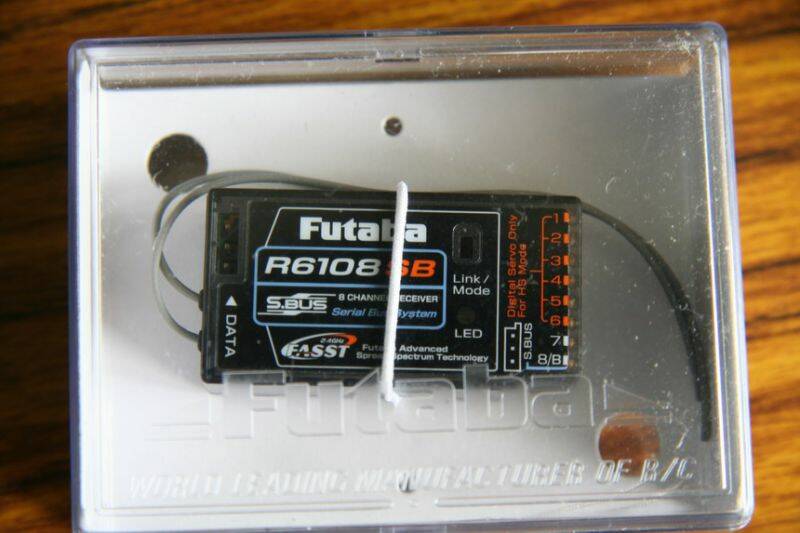 Futaba
R6108SB
S.BUS
8 CHANNEL RECEIVER
Serial Bus System
2.4GHz
FASST
Futaba Advanced
Spread Spectrum Technology
◀ DATA
Link/
Mode
LED
Digital Servo Only
For HS Mode
S.BUS
1
2
3
4
5
6
7
8/B
Futaba
WORLD LEADING MANUFACTURER OF R/C